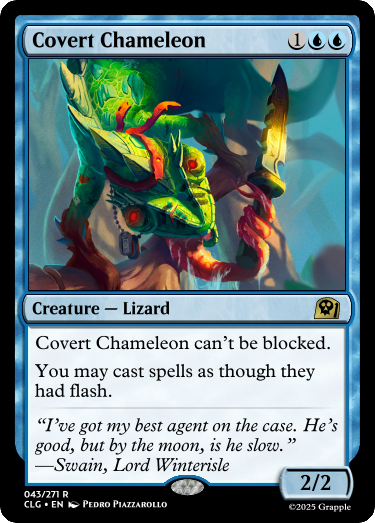 Covert Chameleon 1
Creature — Lizard
Covert Chameleon can't be blocked.
You may cast spells as though they
had flash.
“I’ve got my best agent on the case. He’s
good, but by the moon, is he slow.”
—Swain, Lord Winterisle
2/2
043/271 R
CLG • EN Pedro Piazzarollo
©2025 Grapple